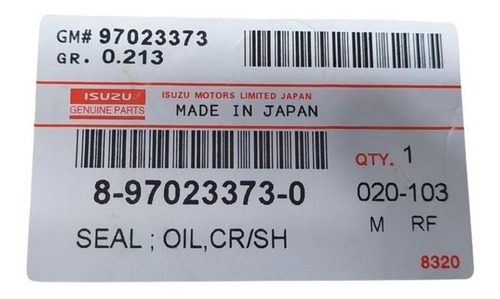 GM# 97023373
GR. 0.213
ISUZU
GENUINE PARTS
ISUZU MOTORS LIMITED JAPAN
MADE IN JAPAN
QTY. 1
8-97023373-0
020-103
M RF
SEAL ; OIL,CR/SH
8320